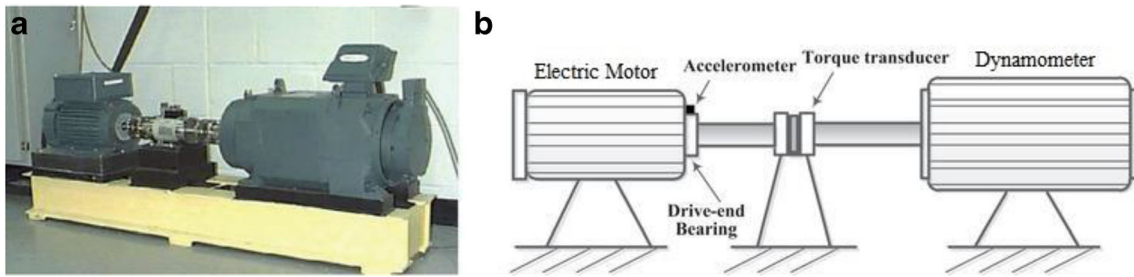 a
b
Electric Motor
Accelerometer
Torque transducer
Dynamometer
Drive-end
Bearing